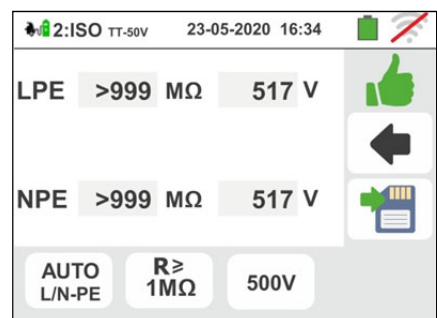 2:ISO TT-50V 23-05-2020 16:34
LPE >999 MΩ 517 V
NPE >999 MΩ 517 V
AUTO L/N-PE
R≥ 1MΩ
500V